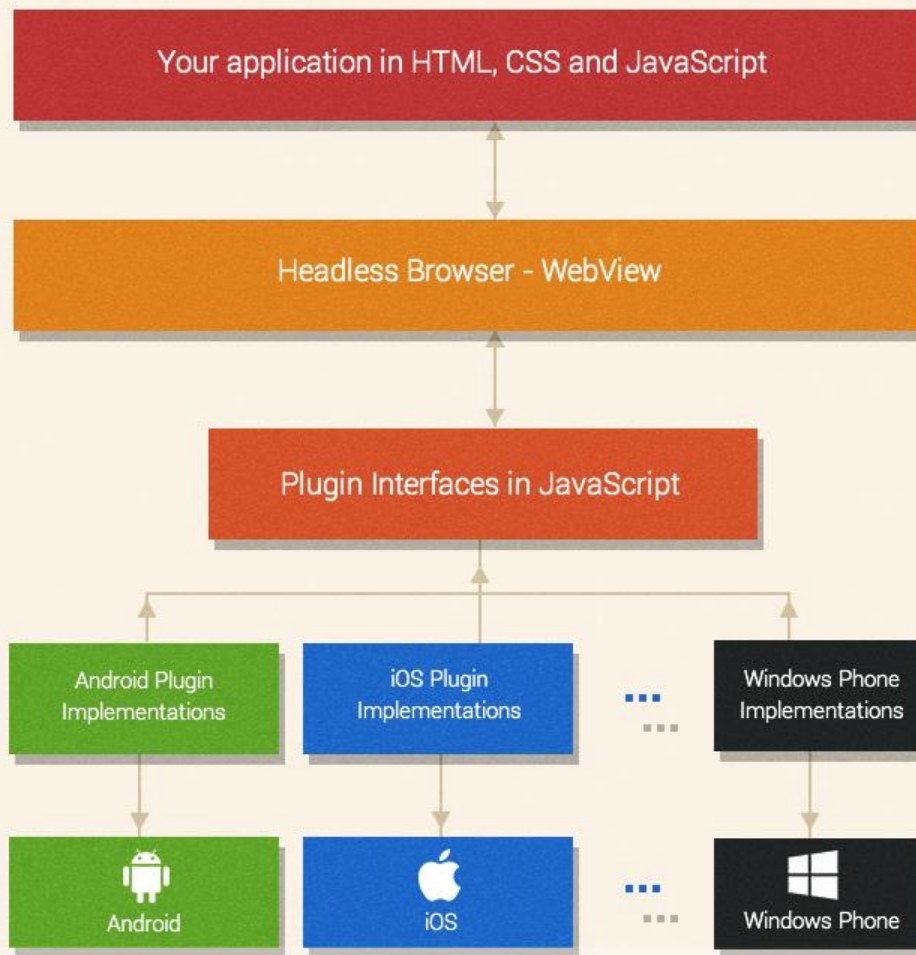 Your application in HTML, CSS and JavaScript
Headless Browser - WebView
Plugin Interfaces in JavaScript
Android Plugin
Implementations
iOS Plugin
Implementations
Windows Phone
Implementations
Android
iOS
Windows Phone